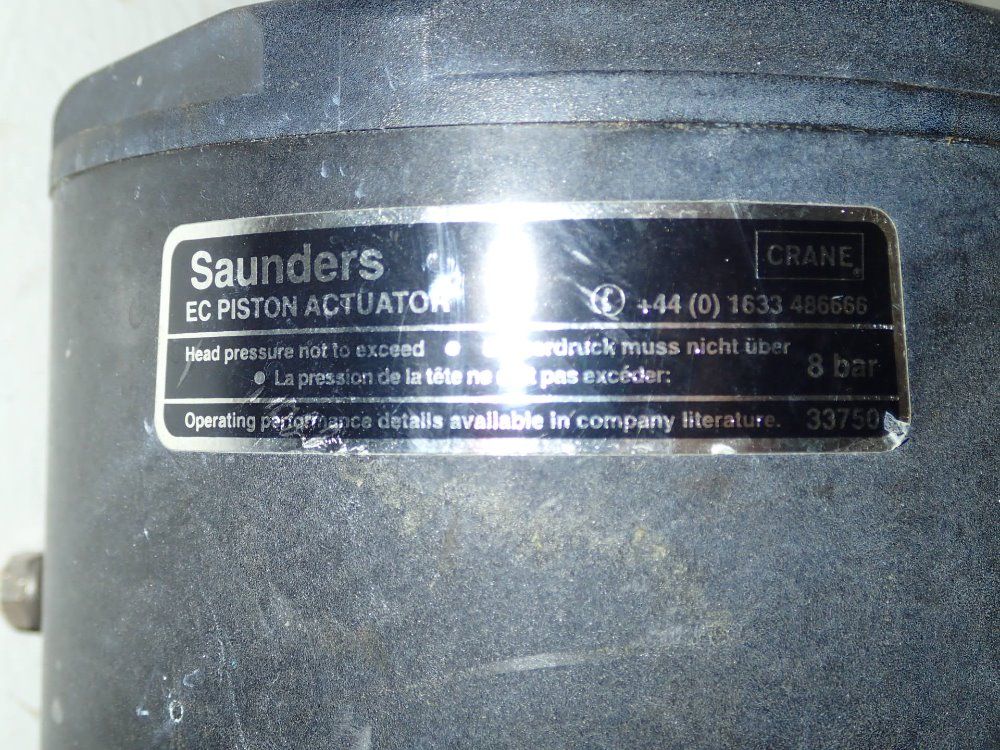 Saunders
CRANE
EC PISTON ACTUATOR +44 (0) 1633 486666
Head pressure not to exceed • muss nicht über
• La pression de la tête ne pas excéder: 8 bar
Operating performance details available in company literature. 33750